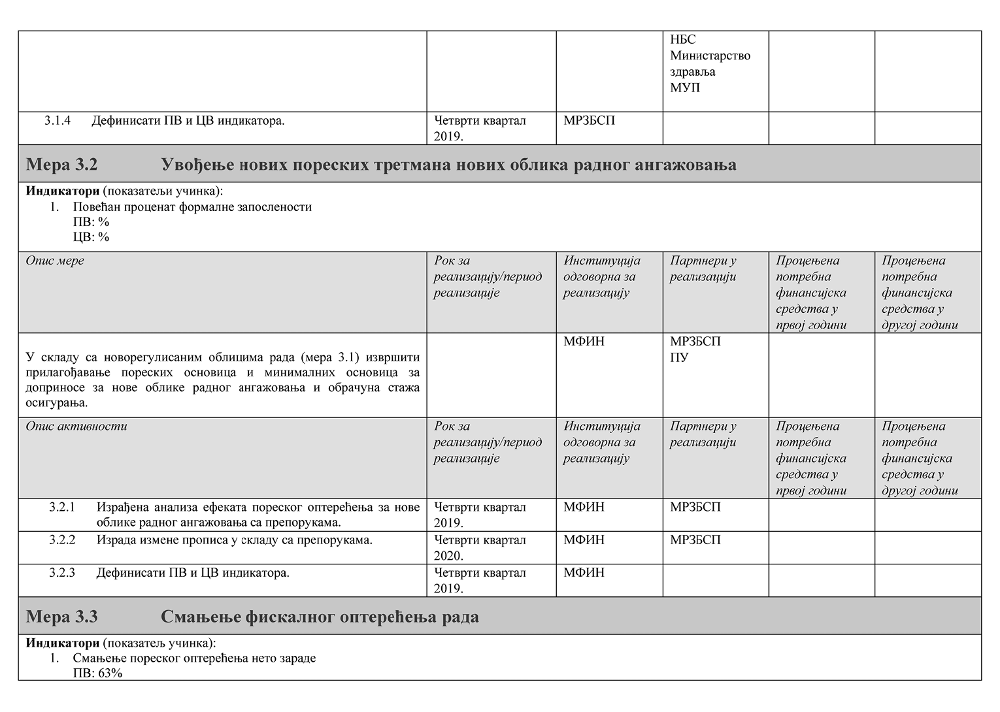 НБС
Министарство
здравља
МУП
3.1.4 Дефинисати ПВ и ЦВ индикатора.
Четврти квартал
2019.
МРЗБСП
Мера 3.2 Увођење нових пореских третмана нових облика радног ангажовања
Индикатори (показатељи учинка):
1. Повећан проценат формалне запослености
ПВ: %
ЦВ: %
Опис мере
Рок за
реализацију/период
реализације
Институција
одговорна за
реализацију
Партнери у
реализацији
Процењена
потребна
финансијска
средства у
првој години
Процењена
потребна
финансијска
средства у
другој години
У складу са новорегулисаним облицима рада (мера 3.1) извршити
прилагођавање пореских основица и минималних основица за
доприносе за нове облике радног ангажовања и обрачуна стажа
осигурања.
МФИН
МРЗБСП
ПУ
Опис активности
Рок за
реализацију/период
реализације
Институција
одговорна за
реализацију
Партнери у
реализацији
Процењена
потребна
финансијска
средства у
првој години
Процењена
потребна
финансијска
средства у
другој години
3.2.1 Израђена анализа ефеката пореског оптерећења за нове
облике радног ангажовања са препорукама.
Четврти квартал
2019.
МФИН
МРЗБСП
3.2.2 Израда измене прописа у складу са препорукама.
Четврти квартал
2020.
МФИН
МРЗБСП
3.2.3 Дефинисати ПВ и ЦВ индикатора.
Четврти квартал
2019.
МФИН
Мера 3.3 Смањење фискалног оптерећења рада
Индикатори (показатељ учинка):
1. Смањење пореског оптерећења нето зараде
ПВ: 63%